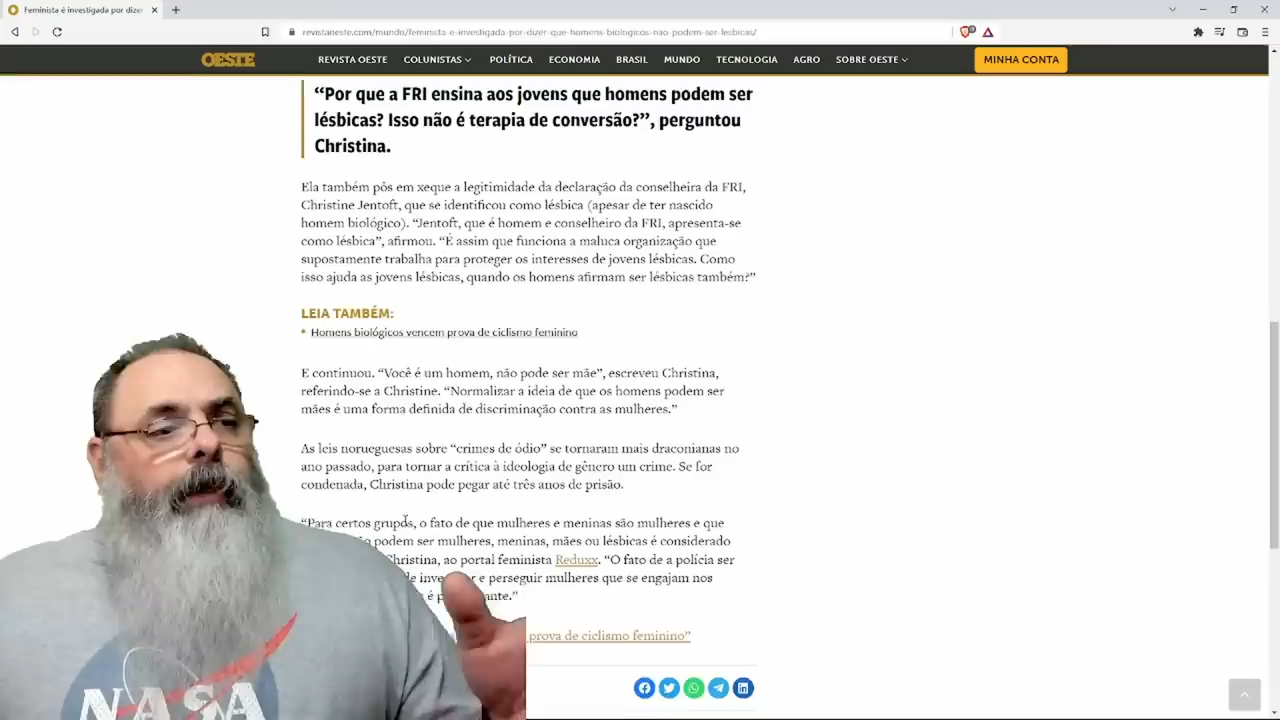 Feminista é investigada por dizer
revistaoeste.com/mundo/feminista-e-investigada-por-dizer-que-homens-biologicos-nao-podem-ser-lesbicas/
OESTE
REVISTA OESTE COLUNISTAS POLÍTICA ECONOMIA BRASIL MUNDO TECNOLOGIA AGRO SOBRE OESTE
MINHA CONTA
“Por que a FRI ensina aos jovens que homens podem ser
lésbicas? Isso não é terapia de conversão?”, perguntou
Christina.
Ela também pôs em xeque a legitimidade da declaração da conselheira da FRI,
Christine Jentoft, que se identificou como lésbica (apesar de ter nascido
homem biológico). “Jentoft, que é homem e conselheiro da FRI, apresenta-se
como lésbica”, afirmou. “É assim que funciona a maluca organização que
supostamente trabalha para proteger os interesses de jovens lésbicas. Como
isso ajuda as jovens lésbicas, quando os homens afirmam ser lésbicas também?”
LEIA TAMBÉM:
Homens biológicos vencem prova de ciclismo feminino
E continuou. “Você é um homem, não pode ser mãe”, escreveu Christina,
referindo-se a Christine. “Normalizar a ideia de que os homens podem ser
mães é uma forma definida de discriminação contra as mulheres.”
As leis norueguesas sobre “crimes de ódio” se tornaram mais draconianas no
ano passado, para tornar a crítica à ideologia de gênero um crime. Se for
condenada, Christina pode pegar até três anos de prisão.
“Para certos grupos, o fato de que mulheres e meninas são mulheres e que
podem ser mulheres, meninas, mães ou lésbicas é considerado
Christina, ao portal feminista Reduxx. “O fato de a polícia ser
e perseguir mulheres que se engajam nos
é
prova de ciclismo feminino”
NASA